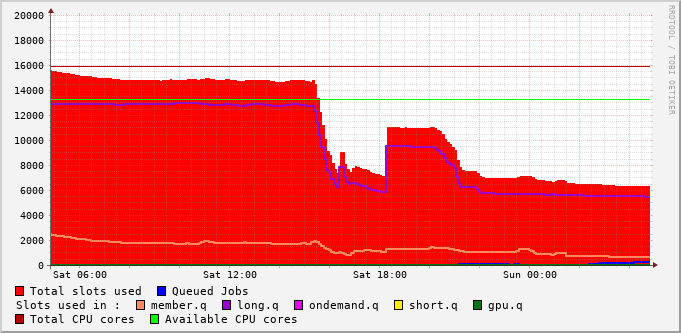 RRDTOOL / TOBI OETIKER
20000
18000
16000
14000
12000
10000
8000
6000
4000
2000
0
Sat 06:00 Sat 12:00 Sat 18:00 Sun 00:00
Total slots used Queued Jobs
Slots used in : member.q long.q ondemand.q short.q gpu.q
Total CPU cores Available CPU cores